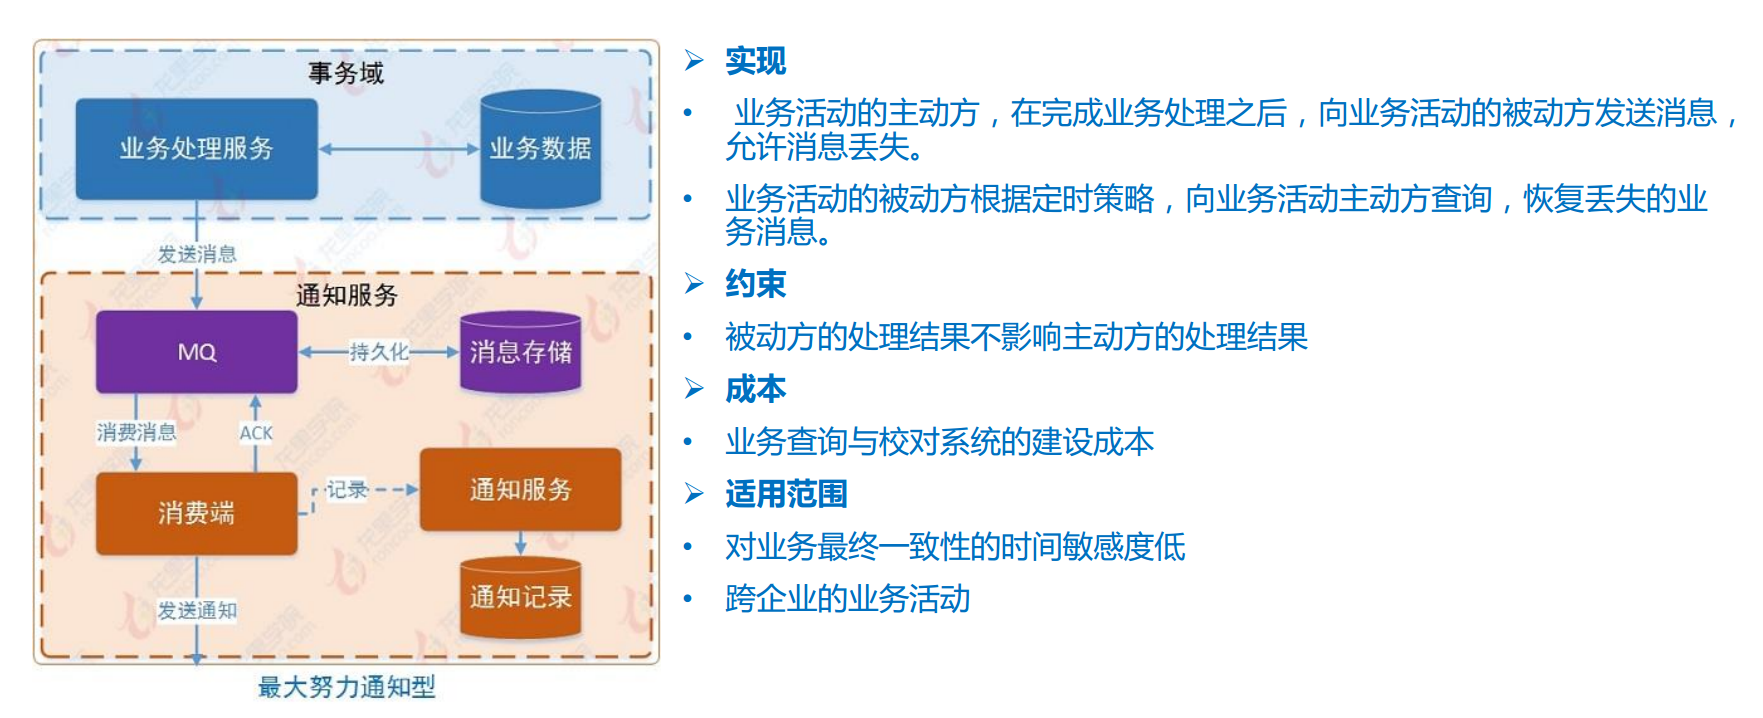 事务域
业务处理服务
业务数据
发送消息
通知服务
MQ
持久化
消息存储
消费消息
ACK
消费端
记录
通知服务
通知记录
发送通知
最大努力通知型
实现
业务活动的主动方，在完成业务处理之后，向业务活动的被动方发送消息，
允许消息丢失。
业务活动的被动方根据定时策略，向业务活动主动方查询，恢复丢失的业
务消息。
约束
被动方的处理结果不影响主动方的处理结果
成本
业务查询与校对系统的建设成本
适用范围
对业务最终一致性的时间敏感度低
跨企业的业务活动